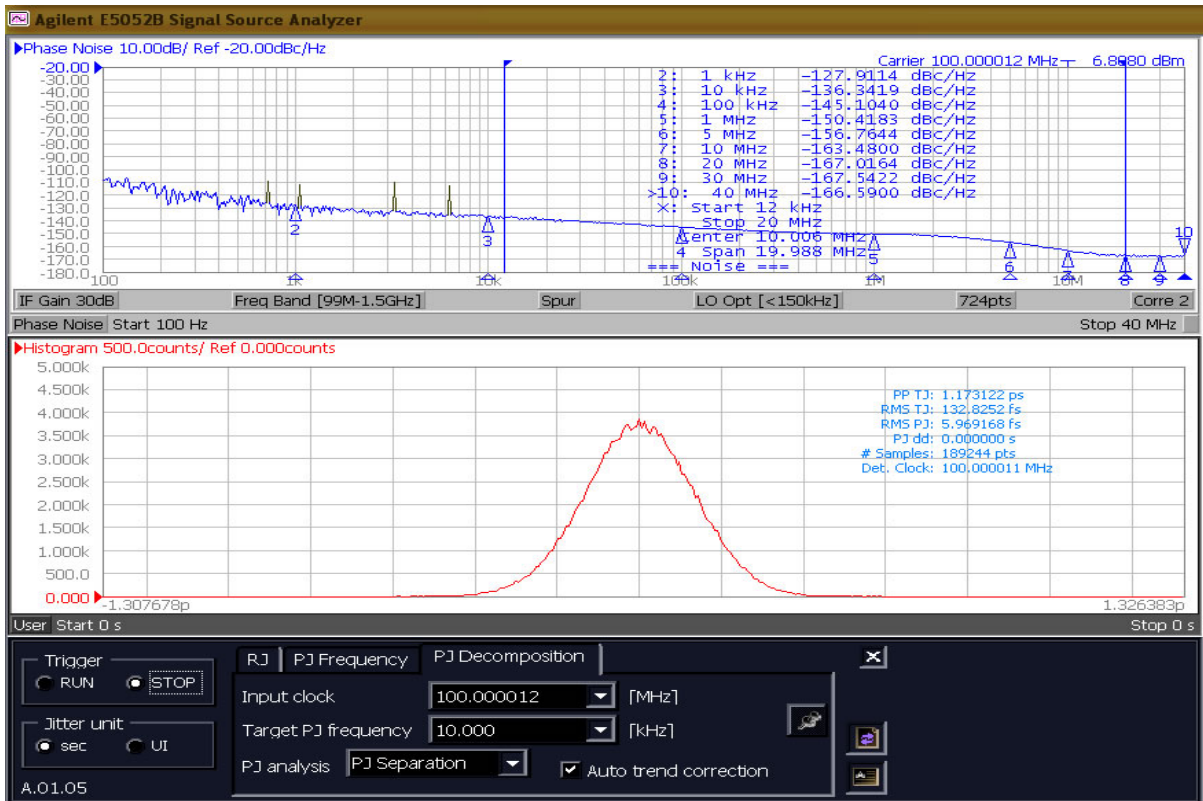 Agilent E5052B Signal Source Analyzer
▶Phase Noise 10.00dB/ Ref -20.00dBc/Hz
Carrier 100.000012 MHz 6.8880 dBm
-20.00▶
-30.00
-40.00
-50.00
-60.00
-70.00
-80.00
-90.00
-100.0
-110.0
-120.0
-130.0
-140.0
-150.0
-160.0
-170.0
-180.0
2: 1 kHz -127.9114 dBc/Hz
3: 10 kHz -136.3419 dBc/Hz
4: 100 kHz -145.1040 dBc/Hz
5: 1 MHz -150.4183 dBc/Hz
6: 5 MHz -156.7644 dBc/Hz
7: 10 MHz -163.4800 dBc/Hz
8: 20 MHz -167.0164 dBc/Hz
9: 30 MHz -167.5422 dBc/Hz
>10: 40 MHz -166.5900 dBc/Hz
X: Start 12 kHz
Stop 20 MHz
Center 10.006 MHz
Span 19.988 MHz
=== Noise ===
2
3
4
5
6
7
8
9
10
100
1k
10k
100k
1M
10M
IF Gain 30dB
Freq Band [99M-1.5GHz]
Spur
LO Opt [<150kHz]
724pts
Corre 2
Phase Noise Start 100 Hz
Stop 40 MHz
▶Histogram 500.0counts/ Ref 0.000counts
5.000k
4.500k
4.000k
3.500k
3.000k
2.500k
2.000k
1.500k
1.000k
500.0
0.000▶
PP TJ: 1.173122 ps
RMS TJ: 132.8252 fs
RMS PJ: 5.969168 fs
PJ dd: 0.000000 s
# Samples: 189244 pts
Det. Clock: 100.000011 MHz
-1.307678p
1.326383p
User Start 0 s
Stop 0 s
Trigger
RUN STOP
Jitter unit
sec UI
A.01.05
RJ PJ Frequency PJ Decomposition
Input clock 100.000012 [MHz]
Target PJ frequency 10.000 [kHz]
PJ analysis PJ Separation Auto trend correction